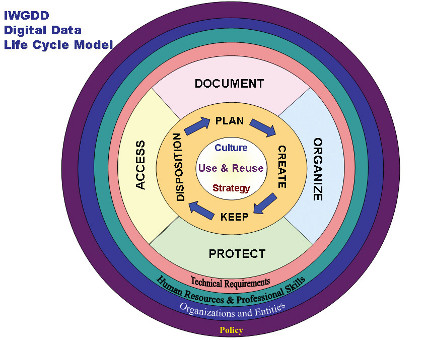 IWGDD
Digital Data
Life Cycle Model
DOCUMENT
PLAN
ACCESS
DISPOSITION
Culture
Use & Reuse
Strategy
CREATE
ORGANIZE
KEEP
PROTECT
Technical Requirements
Human Resources & Professional Skills
Organizations and Entities
Policy